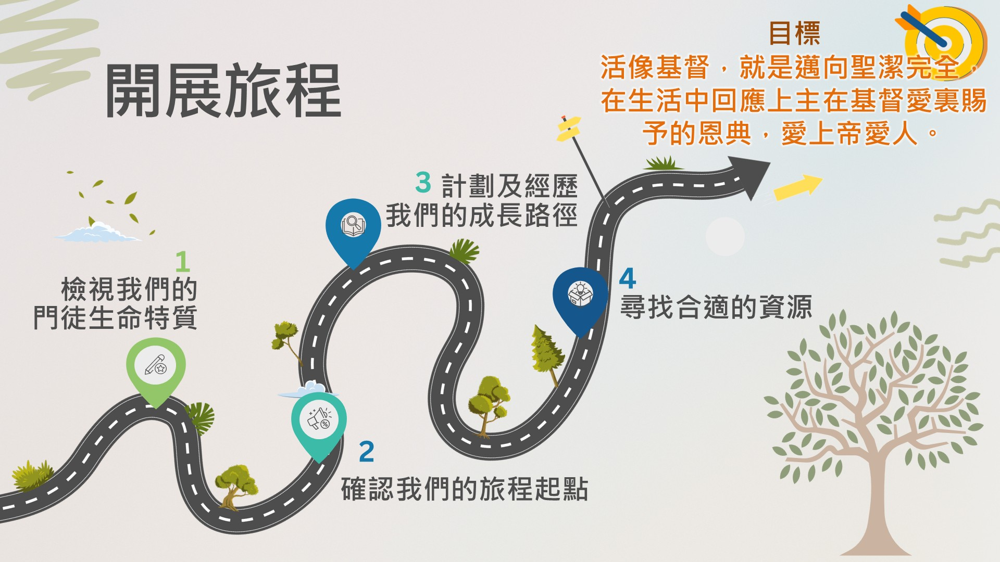 開展旅程
目標
活像基督，就是邁向聖潔完全，
在生活中回應上主在基督愛裏賜
予的恩典，愛上帝愛人。
1
檢視我們的
門徒生命特質
2
確認我們的旅程起點
3 計劃及經歷
我們的成長路徑
4
尋找合適的資源